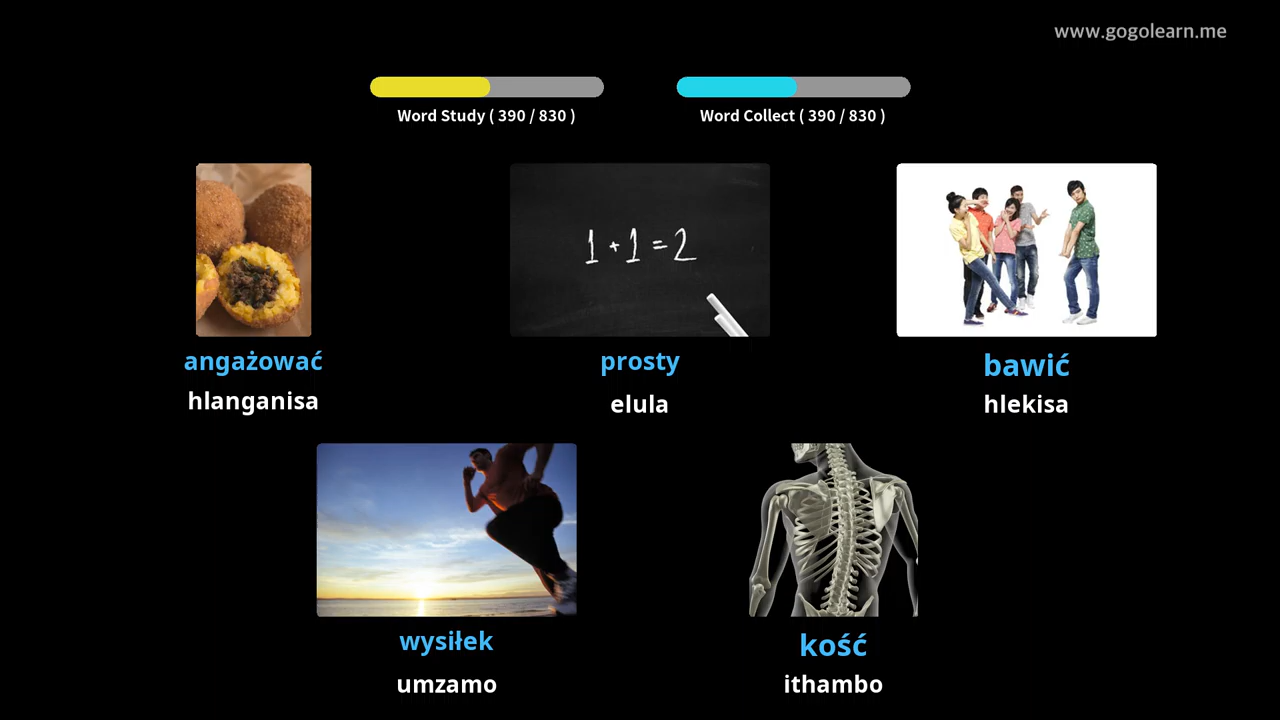 www.gogolearn.me
Word Study ( 390 / 830 )
Word Collect ( 390 / 830 )
1 + 1 = 2
angażować
hlanganisa
prosty
elula
bawić
hlekisa
wysiłek
umzamo
kość
ithambo